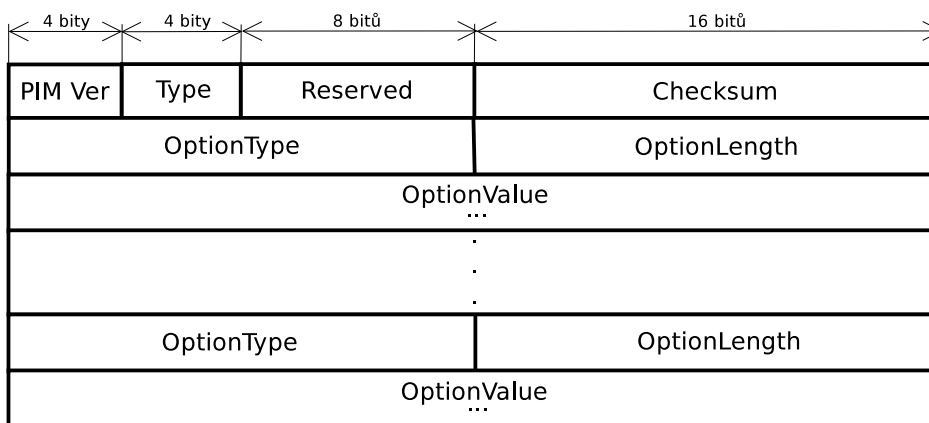 4 bity 4 bity 8 bitů 16 bitů
PIM Ver Type Reserved Checksum
OptionType OptionLength
OptionValue
...
.
.
.
OptionType OptionLength
OptionValue
...